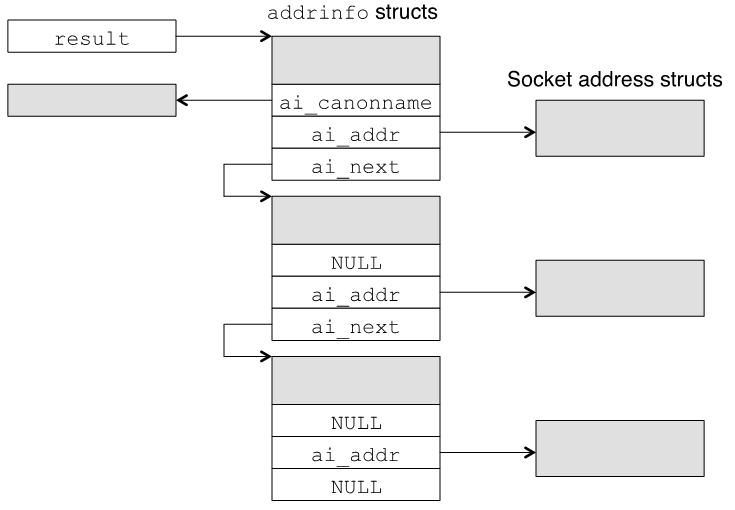 addrinfo structs
result
Socket address structs
ai_canonname
ai_addr
ai_next
NULL
ai_addr
ai_next
NULL
ai_addr
NULL